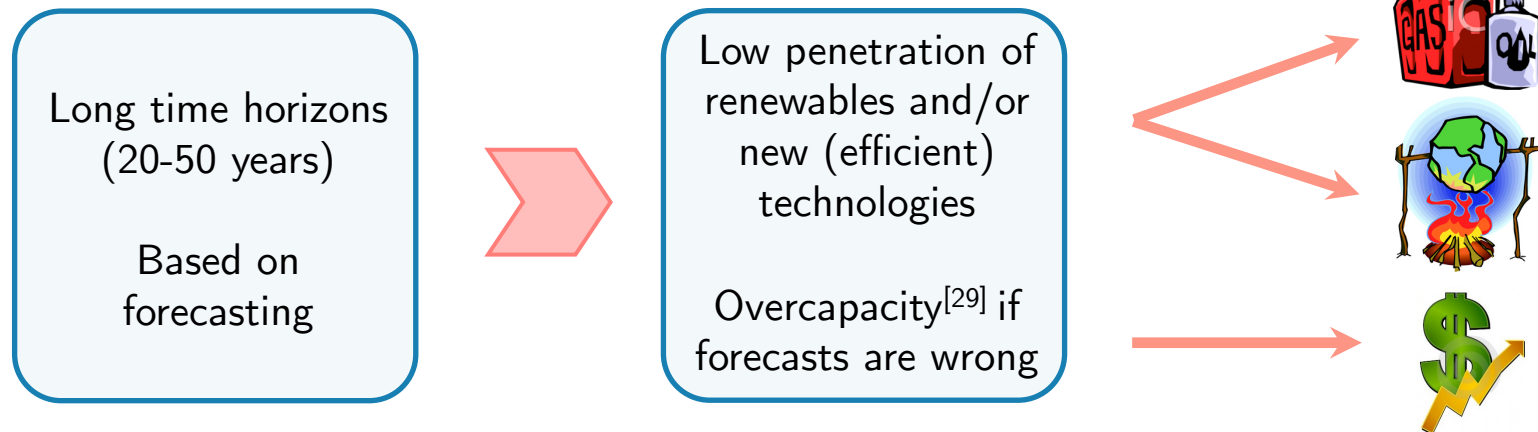 Long time horizons
(20-50 years)
Based on
forecasting
Low penetration of
renewables and/or
new (efficient)
technologies
Overcapacity[29] if
forecasts are wrong
GAS
OIL
$